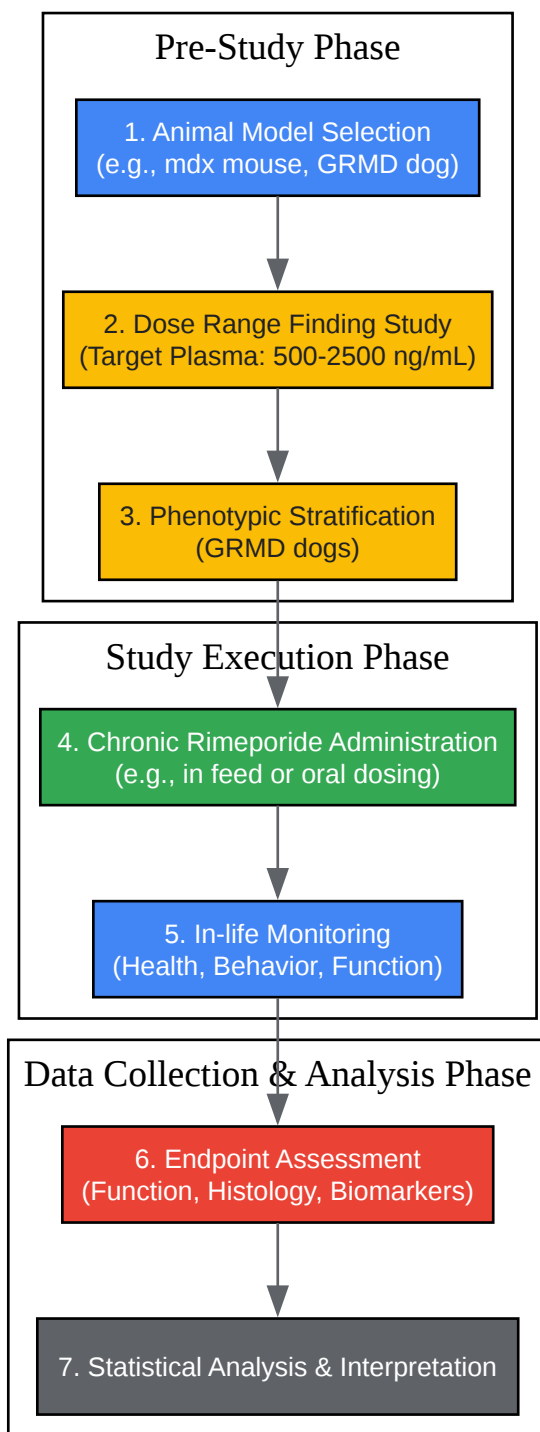 Pre-Study Phase
1. Animal Model Selection
(e.g., mdx mouse, GRMD dog)
2. Dose Range Finding Study
(Target Plasma: 500-2500 ng/mL)
3. Phenotypic Stratification
(GRMD dogs)
Study Execution Phase
4. Chronic Rimeporide Administration
(e.g., in feed or oral dosing)
5. In-life Monitoring
(Health, Behavior, Function)
Data Collection & Analysis Phase
6. Endpoint Assessment
(Function, Histology, Biomarkers)
7. Statistical Analysis & Interpretation